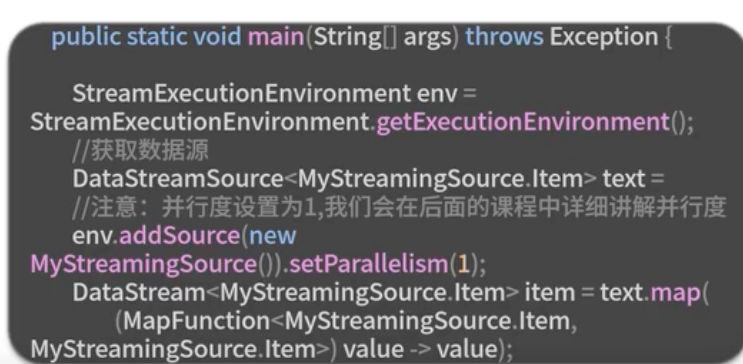 public static void main(String[] args) throws Exception {
StreamExecutionEnvironment env =
StreamExecutionEnvironment.getExecutionEnvironment();
//获取数据源
DataStreamSource<MyStreamingSource.Item> text =
//注意：并行度设置为1,我们会在后面的课程中详细讲解并行度
env.addSource(new
MyStreamingSource()).setParallelism(1);
DataStream<MyStreamingSource.Item> item = text.map(
(MapFunction<MyStreamingSource.Item,
MyStreamingSource.Item>) value -> value);